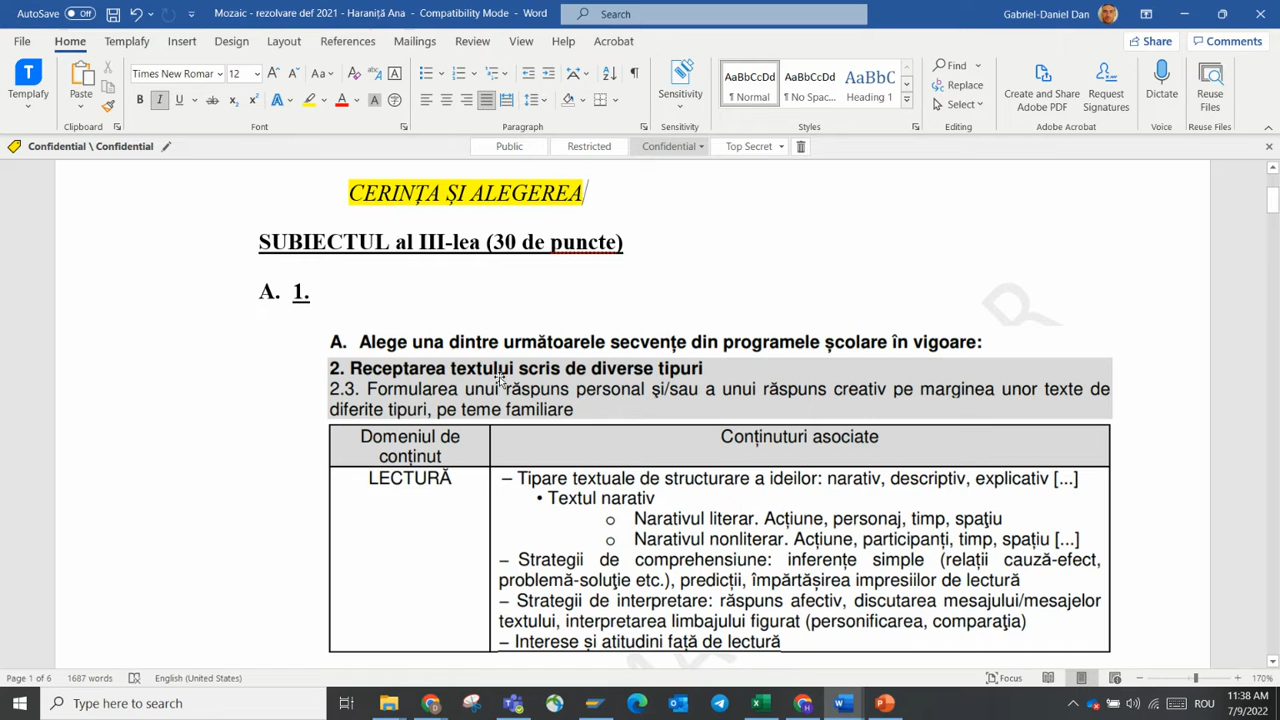 AutoSave Off
Mozaic - rezolvare def 2021 - Haraniță Ana - Compatibility Mode - Word
Search
Gabriel-Daniel Dan
File Home Templafy Insert Design Layout References Mailings Review View Help Acrobat
Share Comments
Templafy
Paste
Clipboard
Times New Romar 12
Font
Paragraph
Sensitivity
Sensitivity
AaBbCcDd AaBbCcDd AaBbC
¶ Normal ¶ No Spac... Heading 1
Styles
Find
Replace
Select
Editing
Create and Share Adobe PDF
Request Signatures
Adobe Acrobat
Dictate
Voice
Reuse Files
Reuse Files
Confidential \ Confidential
Public Restricted Confidential Top Secret
CERINȚA ȘI ALEGEREA
SUBIECTUL al III-lea (30 de puncte)
A. 1.
A. Alege una dintre următoarele secvențe din programele școlare în vigoare:
2. Receptarea textului scris de diverse tipuri
2.3. Formularea unui răspuns personal și/sau a unui răspuns creativ pe marginea unor texte de
diferite tipuri, pe teme familiare
Domeniul de
conținut
Conținuturi asociate
LECTURĂ
– Tipare textuale de structurare a ideilor: narativ, descriptiv, explicativ [...]
• Textul narativ
o Narativul literar. Acțiune, personaj, timp, spaţiu
o Narativul nonliterar. Acțiune, participanți, timp, spațiu [...]
– Strategii de comprehensiune: inferențe simple (relații cauză-efect,
problemă-soluţie etc.), predicții, împărtășirea impresiilor de lectură
– Strategii de interpretare: răspuns afectiv, discutarea mesajului/mesajelor
textului, interpretarea limbajului figurat (personificarea, comparaţia)
– Interese și atitudini față de lectură
Page 1 of 6 1687 words English (United States)
Focus
170%
Type here to search
ROU
11:38 AM
7/9/2022